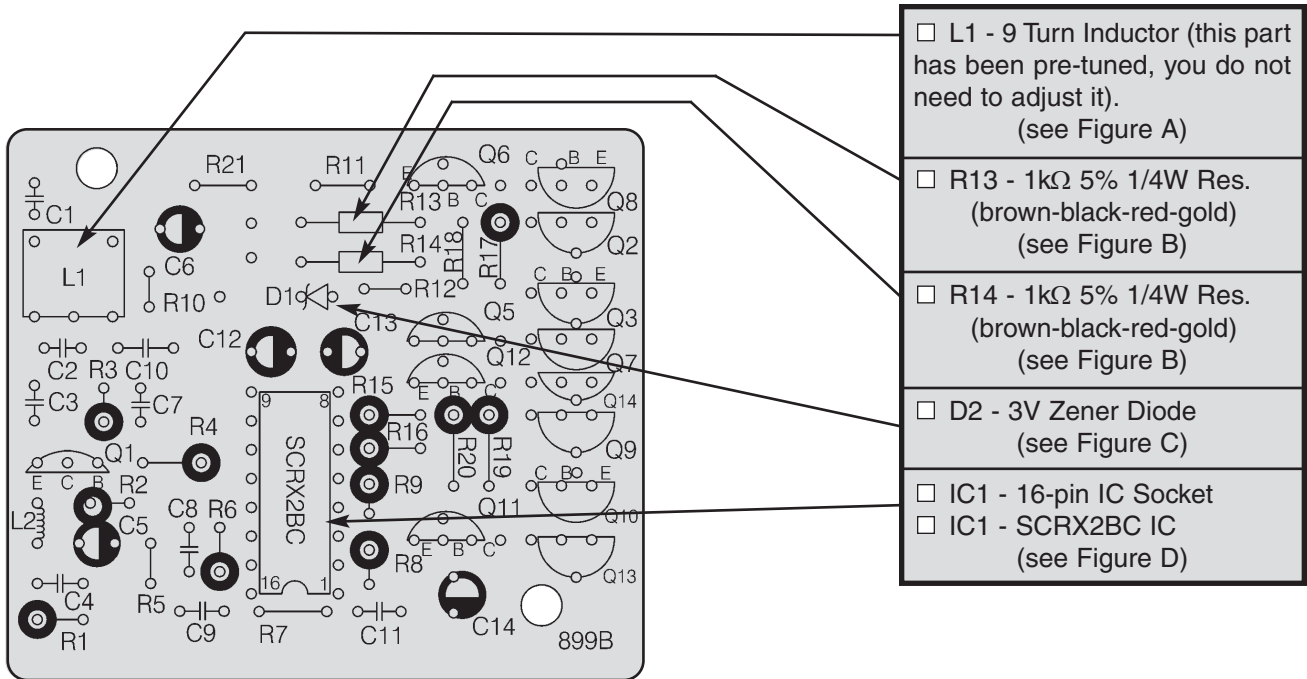 ☐ L1 - 9 Turn Inductor (this part
has been pre-tuned, you do not
need to adjust it).
(see Figure A)
☐ R13 - 1kΩ 5% 1/4W Res.
(brown-black-red-gold)
(see Figure B)
☐ R14 - 1kΩ 5% 1/4W Res.
(brown-black-red-gold)
(see Figure B)
☐ D2 - 3V Zener Diode
(see Figure C)
☐ IC1 - 16-pin IC Socket
☐ IC1 - SCRX2BC IC
(see Figure D)
R21
R11
E
B
C
Q6
C
B
E
C1
R13
Q8
C6
R14
R18
R17
Q2
L1
R10
D1
R12
C
B
E
Q5
Q3
C12
C13
C2
R3
C10
Q12
Q7
C3
C7
R15
E
B
C
Q14
9
8
R4
R16
Q1
SCRX2BC
R20
R19
Q9
E
C
B
R2
R9
C
B
E
L2
C5
C8
R6
Q11
Q10
E
B
C
R8
Q13
C4
R5
16
1
R1
C9
R7
C11
C14
899B